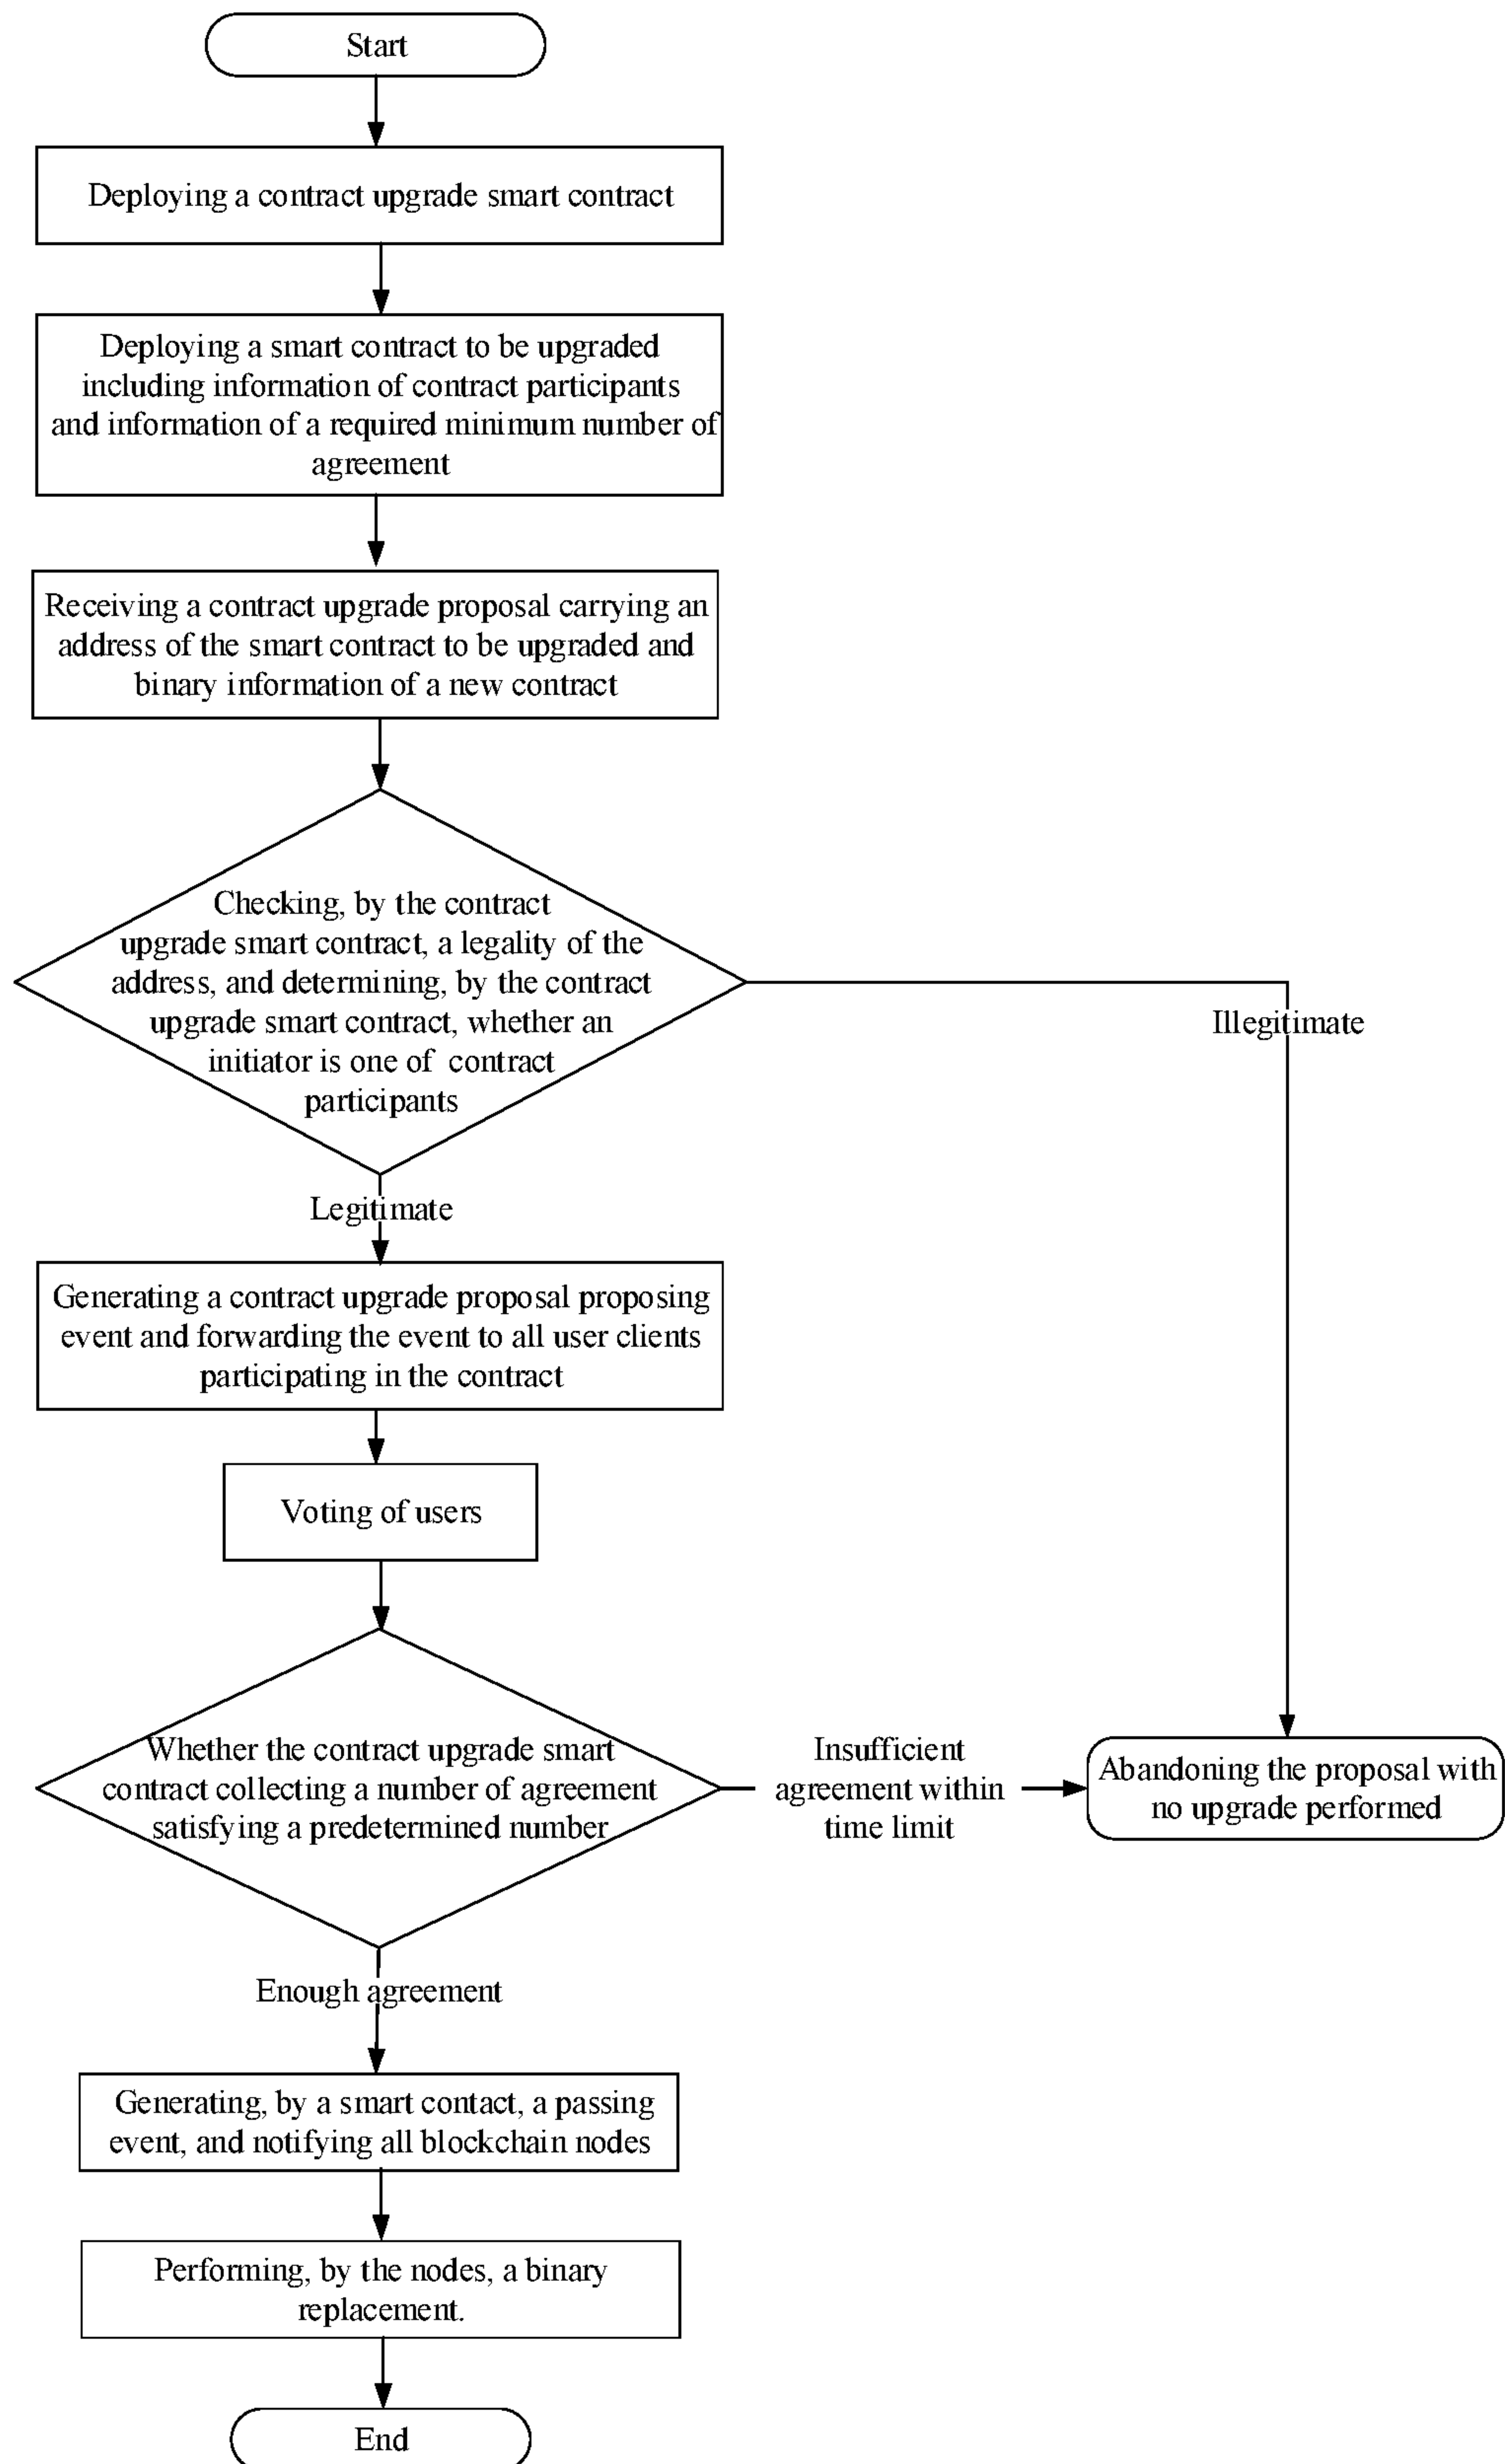 Start
Deploying a contract upgrade smart contract
Deploying a smart contract to be upgraded
including information of contract participants
and information of a required minimum number of
agreement
Receiving a contract upgrade proposal carrying an
address of the smart contract to be upgraded and
binary information of a new contract
Checking, by the contract
upgrade smart contract, a legality of the
address, and determining, by the contract
upgrade smart contract, whether an
initiator is one of contract
participants
Illegitimate
Legitimate
Generating a contract upgrade proposal proposing
event and forwarding the event to all user clients
participating in the contract
Voting of users
Whether the contract upgrade smart
contract collecting a number of agreement
satisfying a predetermined number
Insufficient
agreement within
time limit
Abandoning the proposal with
no upgrade performed
Enough agreement
Generating, by a smart contact, a passing
event, and notifying all blockchain nodes
Performing, by the nodes, a binary
replacement.
End